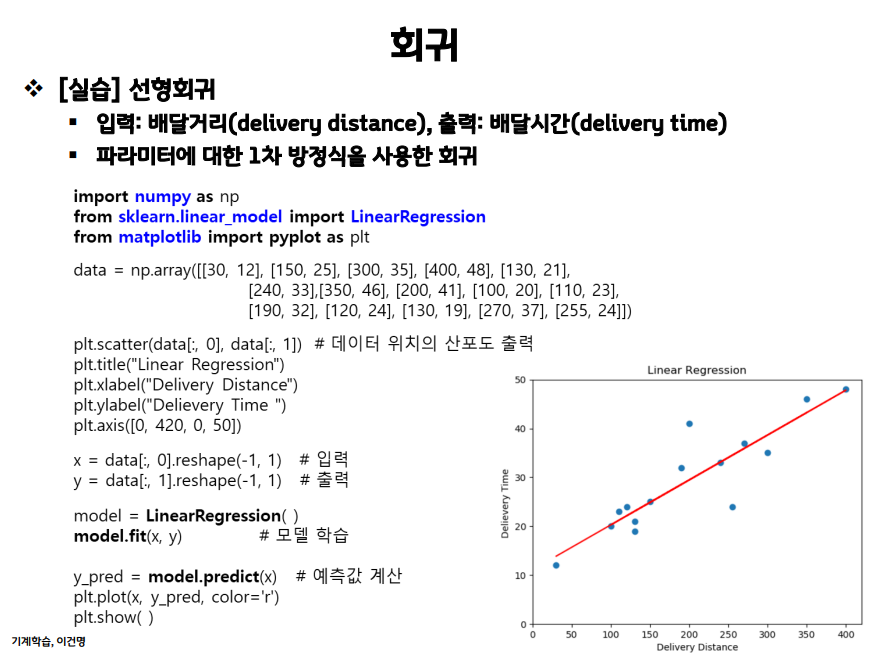 회귀
❖ [실습] 선형회귀
▪ 입력: 배달거리(delivery distance), 출력: 배달시간(delivery time)
▪ 파라미터에 대한 1차 방정식을 사용한 회귀
import numpy as np
from sklearn.linear_model import LinearRegression
from matplotlib import pyplot as plt
data = np.array([[30, 12], [150, 25], [300, 35], [400, 48], [130, 21],
[240, 33],[350, 46], [200, 41], [100, 20], [110, 23],
[190, 32], [120, 24], [130, 19], [270, 37], [255, 24]])
plt.scatter(data[:, 0], data[:, 1]) # 데이터 위치의 산포도 출력
plt.title("Linear Regression")
plt.xlabel("Delivery Distance")
plt.ylabel("Delievery Time ")
plt.axis([0, 420, 0, 50])
x = data[:, 0].reshape(-1, 1) # 입력
y = data[:, 1].reshape(-1, 1) # 출력
model = LinearRegression( )
model.fit(x, y) # 모델 학습
y_pred = model.predict(x) # 예측값 계산
plt.plot(x, y_pred, color='r')
plt.show( )
Linear Regression
50
40
30
20
10
0
Delievery Time
0 50 100 150 200 250 300 350 400
Delivery Distance
기계학습, 이건명